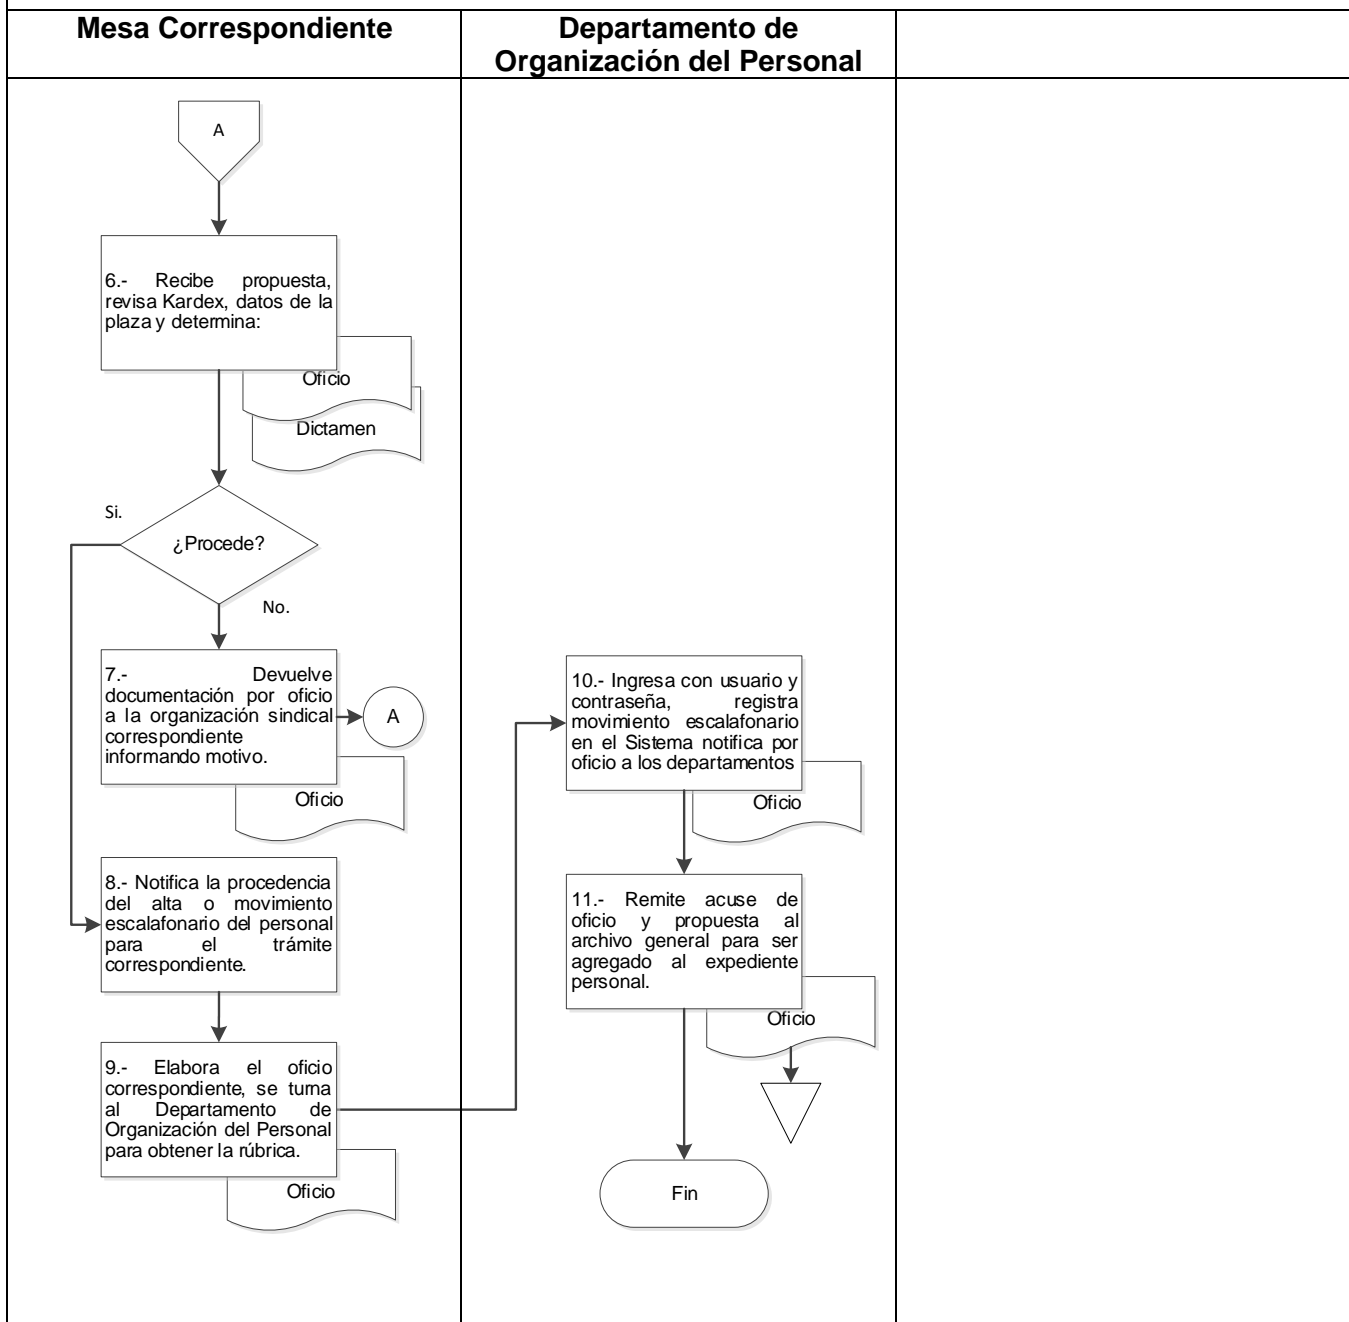 Mesa Correspondiente
Departamento de
Organización del Personal
A
6.- Recibe propuesta,
revisa Kardex, datos de la
plaza y determina:
Oficio
Dictamen
Si.
¿Procede?
No.
7.- Devuelve
documentación por oficio
a la organización sindical
correspondiente
informando motivo.
A
Oficio
8.- Notifica la procedencia
del alta o movimiento
escalafonario del personal
para el trámite
correspondiente.
9.- Elabora el oficio
correspondiente, se turna
al Departamento de
Organización del Personal
para obtener la rúbrica.
Oficio
10.- Ingresa con usuario y
contraseña, registra
movimiento escalafonario
en el Sistema notifica por
oficio a los departamentos
Oficio
11.- Remite acuse de
oficio y propuesta al
archivo general para ser
agregado al expediente
personal.
Oficio
Fin